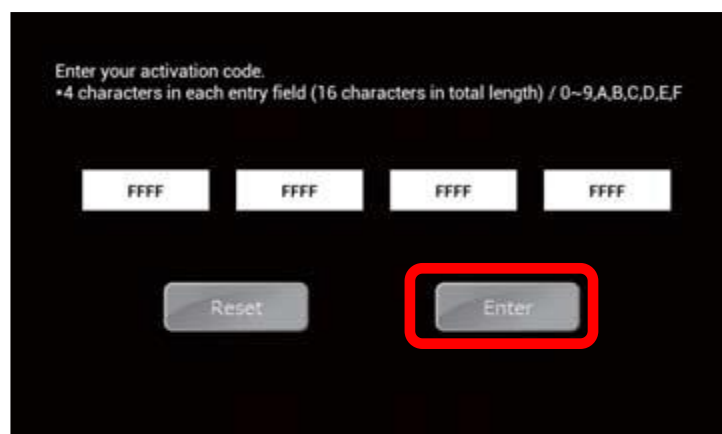 Enter your activation code.
•4 characters in each entry field (16 characters in total length) / 0~9,A,B,C,D,E,F
FFFF FFFF FFFF FFFF
Reset Enter